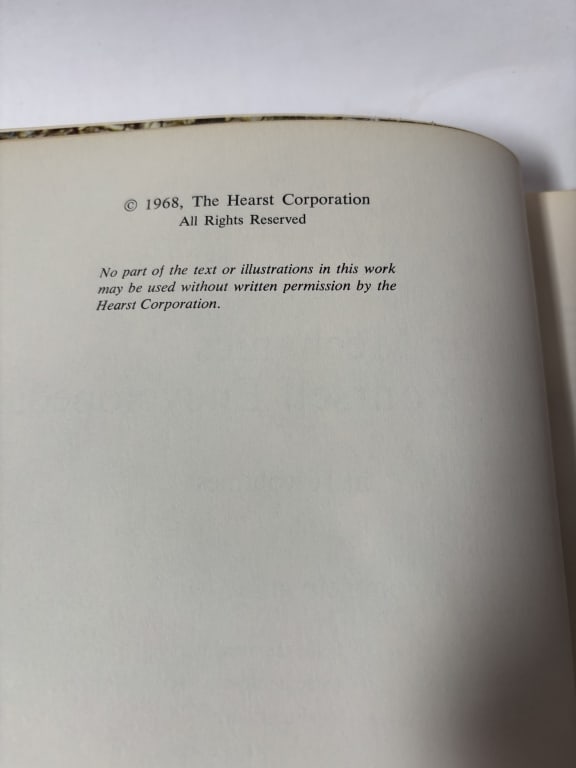 © 1968, The Hearst Corporation
All Rights Reserved
No part of the text or illustrations in this work
may be used without written permission by the
Hearst Corporation.